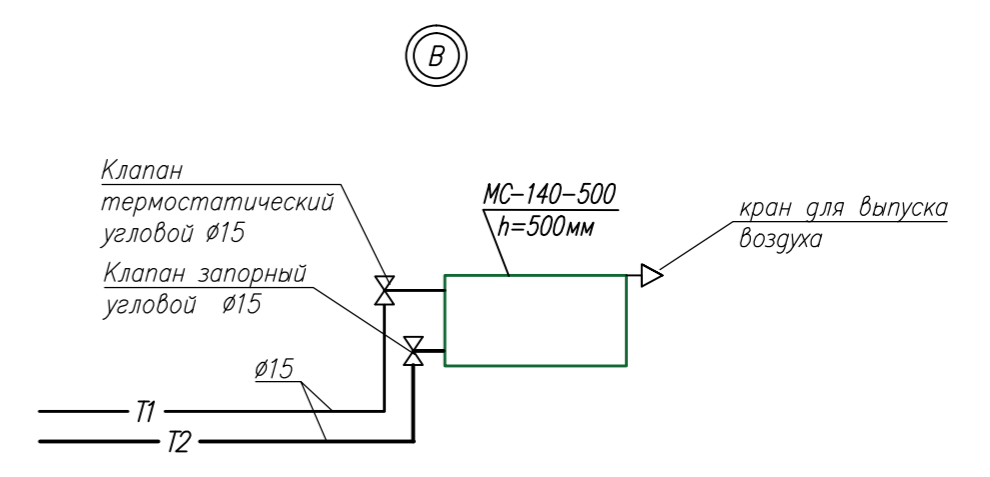 В
Клапан
термостатический
угловой ø15
Клапан запорный
угловой ø15
МС-140-500
h=500мм
кран для выпуска
воздуха
ø15
Т1
Т2